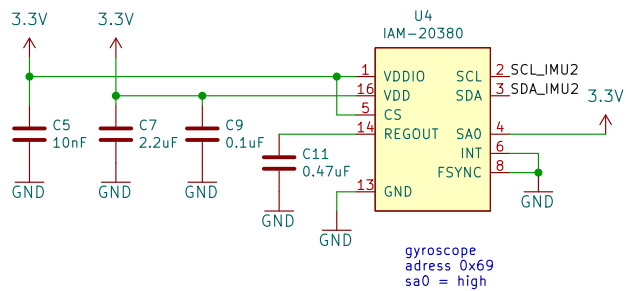 3.3V
3.3V
U4
IAM-20380
1 VDDIO
16 VDD
5 CS
14 REGOUT
13 GND
SCL 2 SCL_IMU2
SDA 3 SDA_IMU2
3.3V
SA0 4
INT 6
FSYNC 8
C5
10nF
C7
2.2uF
C9
0.1uF
C11
0.47uF
GND
GND
GND
GND
GND
GND
gyroscope
adress 0x69
sa0 = high